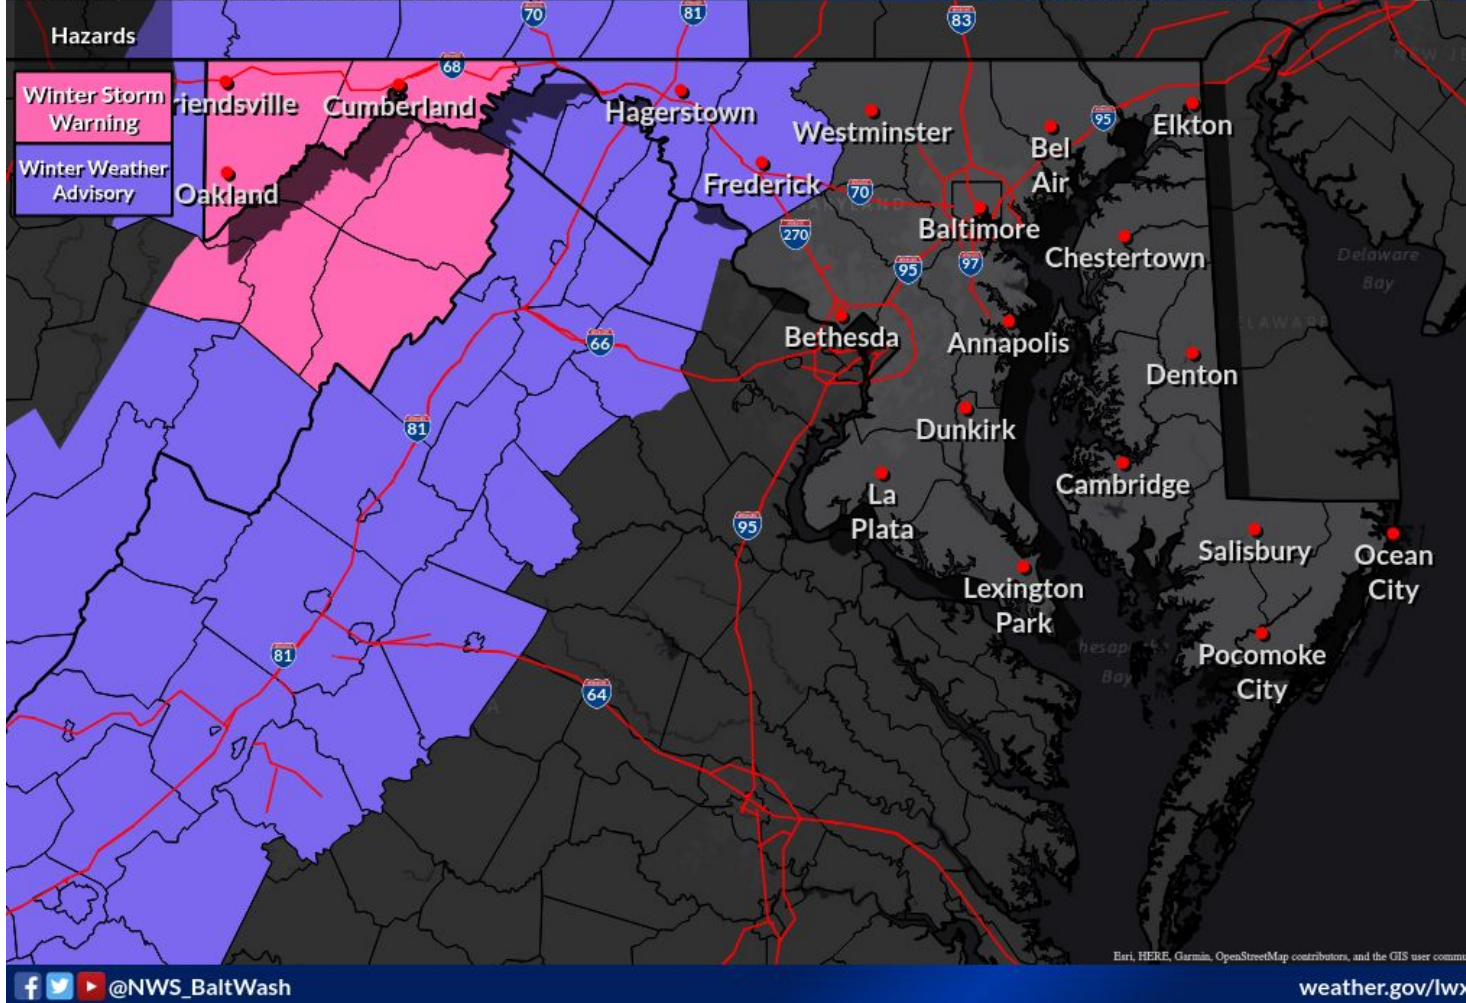 Hazards
Winter Storm
Warning
Winter Weather
Advisory
70
81
83
68
riendsville
Cumberland
Hagerstown
Westminster
95
Elkton
Bel
Air
Oakland
Frederick
70
270
Baltimore
95
97
Chestertown
Delaware
Bay
66
Bethesda
Annapolis
Denton
81
Dunkirk
Cambridge
La
Plata
95
Salisbury
Ocean
City
Lexington
Park
81
64
Pocomoke
City
Bay
Esri, HERE, Garmin, OpenStreetMap contributors, and the GIS user commu
@NWS_BaltWash
weather.gov/lwx